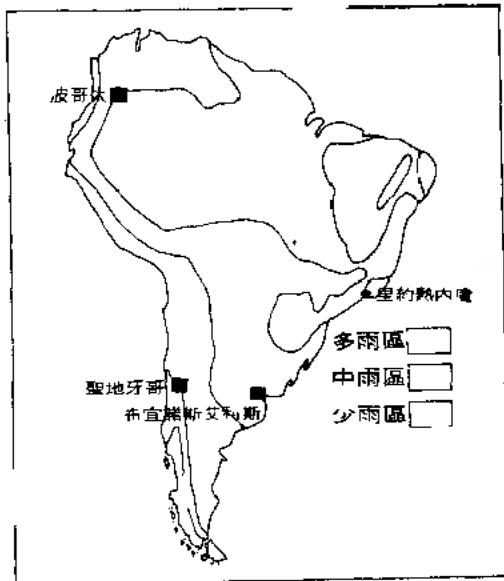 波哥大
里約熱內盧
多雨區
中雨區
少雨區
聖地牙哥
布宜諾斯艾利斯